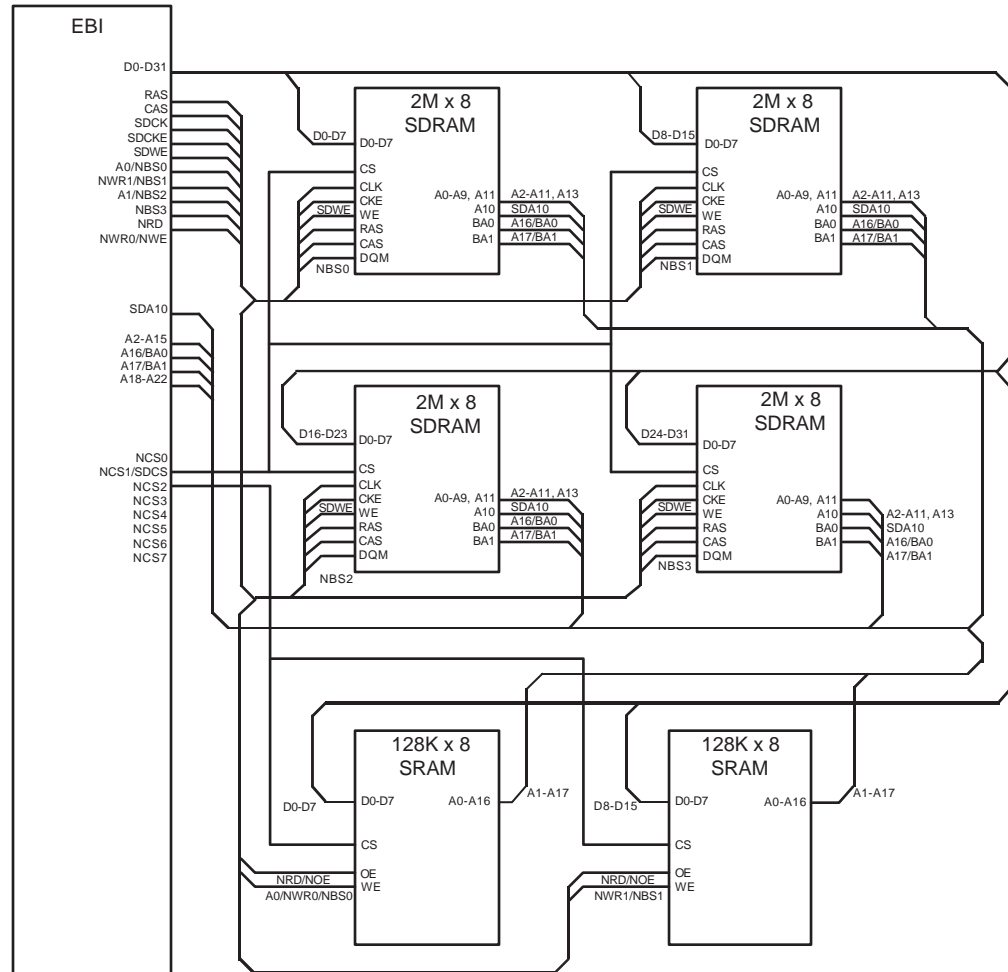 EBI
D0-D31
RAS
CAS
SDCK
SDCKE
SDWE
A0/NBS0
NWR1/NBS1
A1/NBS2
NBS3
NRD
NWR0/NWE
SDA10
A2-A15
A16/BA0
A17/BA1
A18-A22
NCS0
NCS1/SDCS
NCS2
NCS3
NCS4
NCS5
NCS6
NCS7
2M x 8
SDRAM
D0-D7
D0-D7
CS
CLK
CKE
SDWE
WE
RAS
CAS
DQM
NBS0
A0-A9, A11
A10
BA0
BA1
A2-A11, A13
SDA10
A16/BA0
A17/BA1
2M x 8
SDRAM
D8-D15
D0-D7
CS
CLK
CKE
SDWE
WE
RAS
CAS
DQM
NBS1
A0-A9, A11
A10
BA0
BA1
A2-A11, A13
SDA10
A16/BA0
A17/BA1
2M x 8
SDRAM
D16-D23
D0-D7
CS
CLK
CKE
SDWE
WE
RAS
CAS
DQM
NBS2
A0-A9, A11
A10
BA0
BA1
A2-A11, A13
SDA10
A16/BA0
A17/BA1
2M x 8
SDRAM
D24-D31
D0-D7
CS
CLK
CKE
SDWE
WE
RAS
CAS
DQM
NBS3
A0-A9, A11
A10
BA0
BA1
A2-A11, A13
SDA10
A16/BA0
A17/BA1
128K x 8
SRAM
D0-D7
D0-D7
A0-A16
A1-A17
CS
OE
NRD/NOE
WE
A0/NWR0/NBS0
128K x 8
SRAM
D8-D15
D0-D7
A0-A16
A1-A17
CS
OE
NRD/NOE
WE
NWR1/NBS1